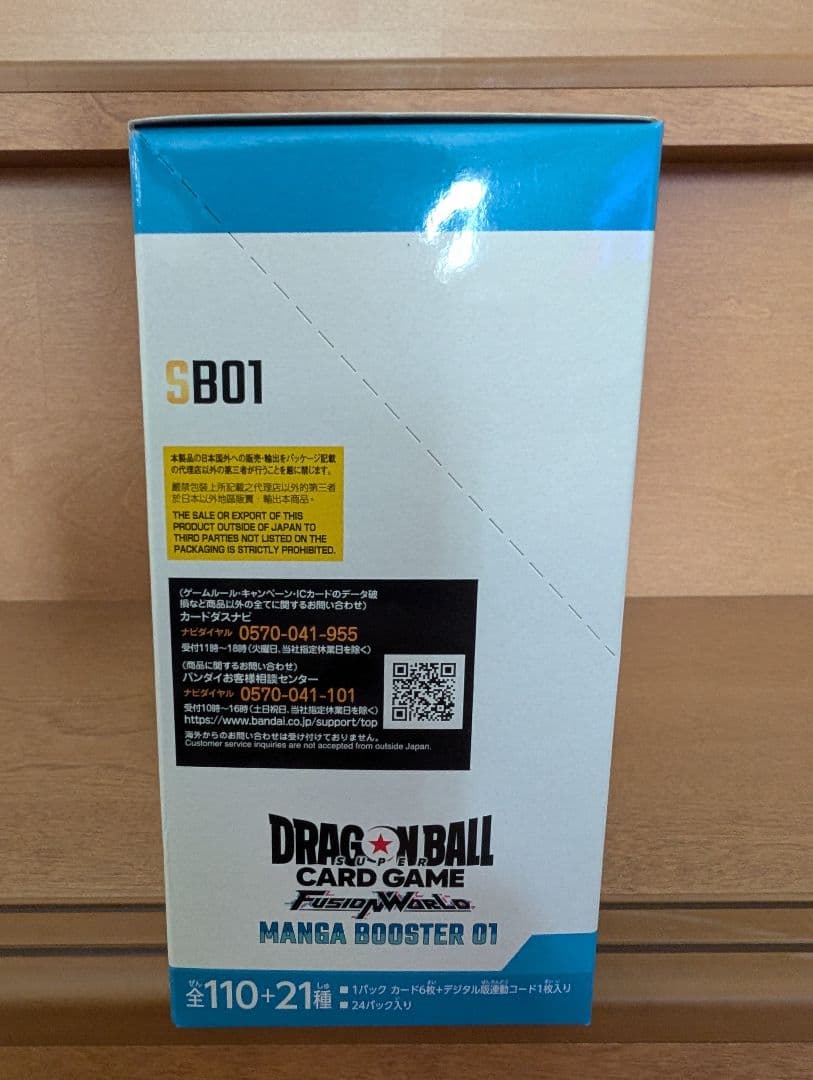 SB01
本製品の日本国外への販売・輸出をパッケージ記載
の代理店以外の第三者が行うことを厳に禁じます。
嚴禁包裝上所記載之代理店以外的第三者
於日本以外地區販賣・輸出本商品。
THE SALE OR EXPORT OF THIS
PRODUCT OUTSIDE OF JAPAN TO
THIRD PARTIES NOT LISTED ON THE
PACKAGING IS STRICTLY PROHIBITED.
〈ゲームルール・キャンペーン・ICカードのデータ破
損など商品以外の全てに関するお問い合わせ〉
カードダスナビ
ナビダイヤル 0570-041-955
受付11時~18時(火曜日、当社指定休業日を除く)
〈商品に関するお問い合わせ〉
バンダイお客様相談センター
ナビダイヤル 0570-041-101
受付10時~16時(土日祝日、当社指定休業日を除く)
https://www.bandai.co.jp/support/top
海外からのお問い合わせは受け付けておりません。
Customer service inquiries are not accepted from outside Japan.
DRAGON BALL
SUPER
CARD GAME
FUSION WORLD
MANGA BOOSTER 01
全110+21種
■ 1パック カード6枚+デジタル版連動コード1枚入り
■ 24パック入り